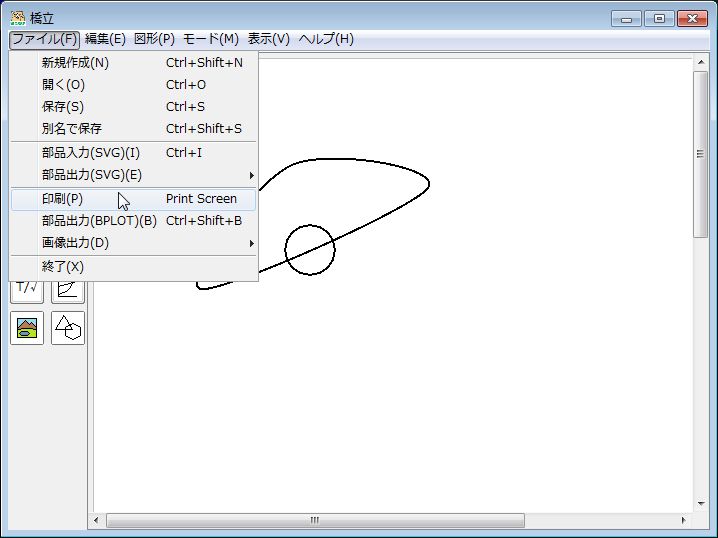 橋立
ファイル(F) 編集(E) 図形(P) モード(M) 表示(V) ヘルプ(H)
新規作成(N) Ctrl+Shift+N
開く(O) Ctrl+O
保存(S) Ctrl+S
別名で保存 Ctrl+Shift+S
部品入力(SVG)(I) Ctrl+I
部品出力(SVG)(E)
印刷(P) Print Screen
部品出力(BPLOT)(B) Ctrl+Shift+B
画像出力(D)
終了(X)
T/√